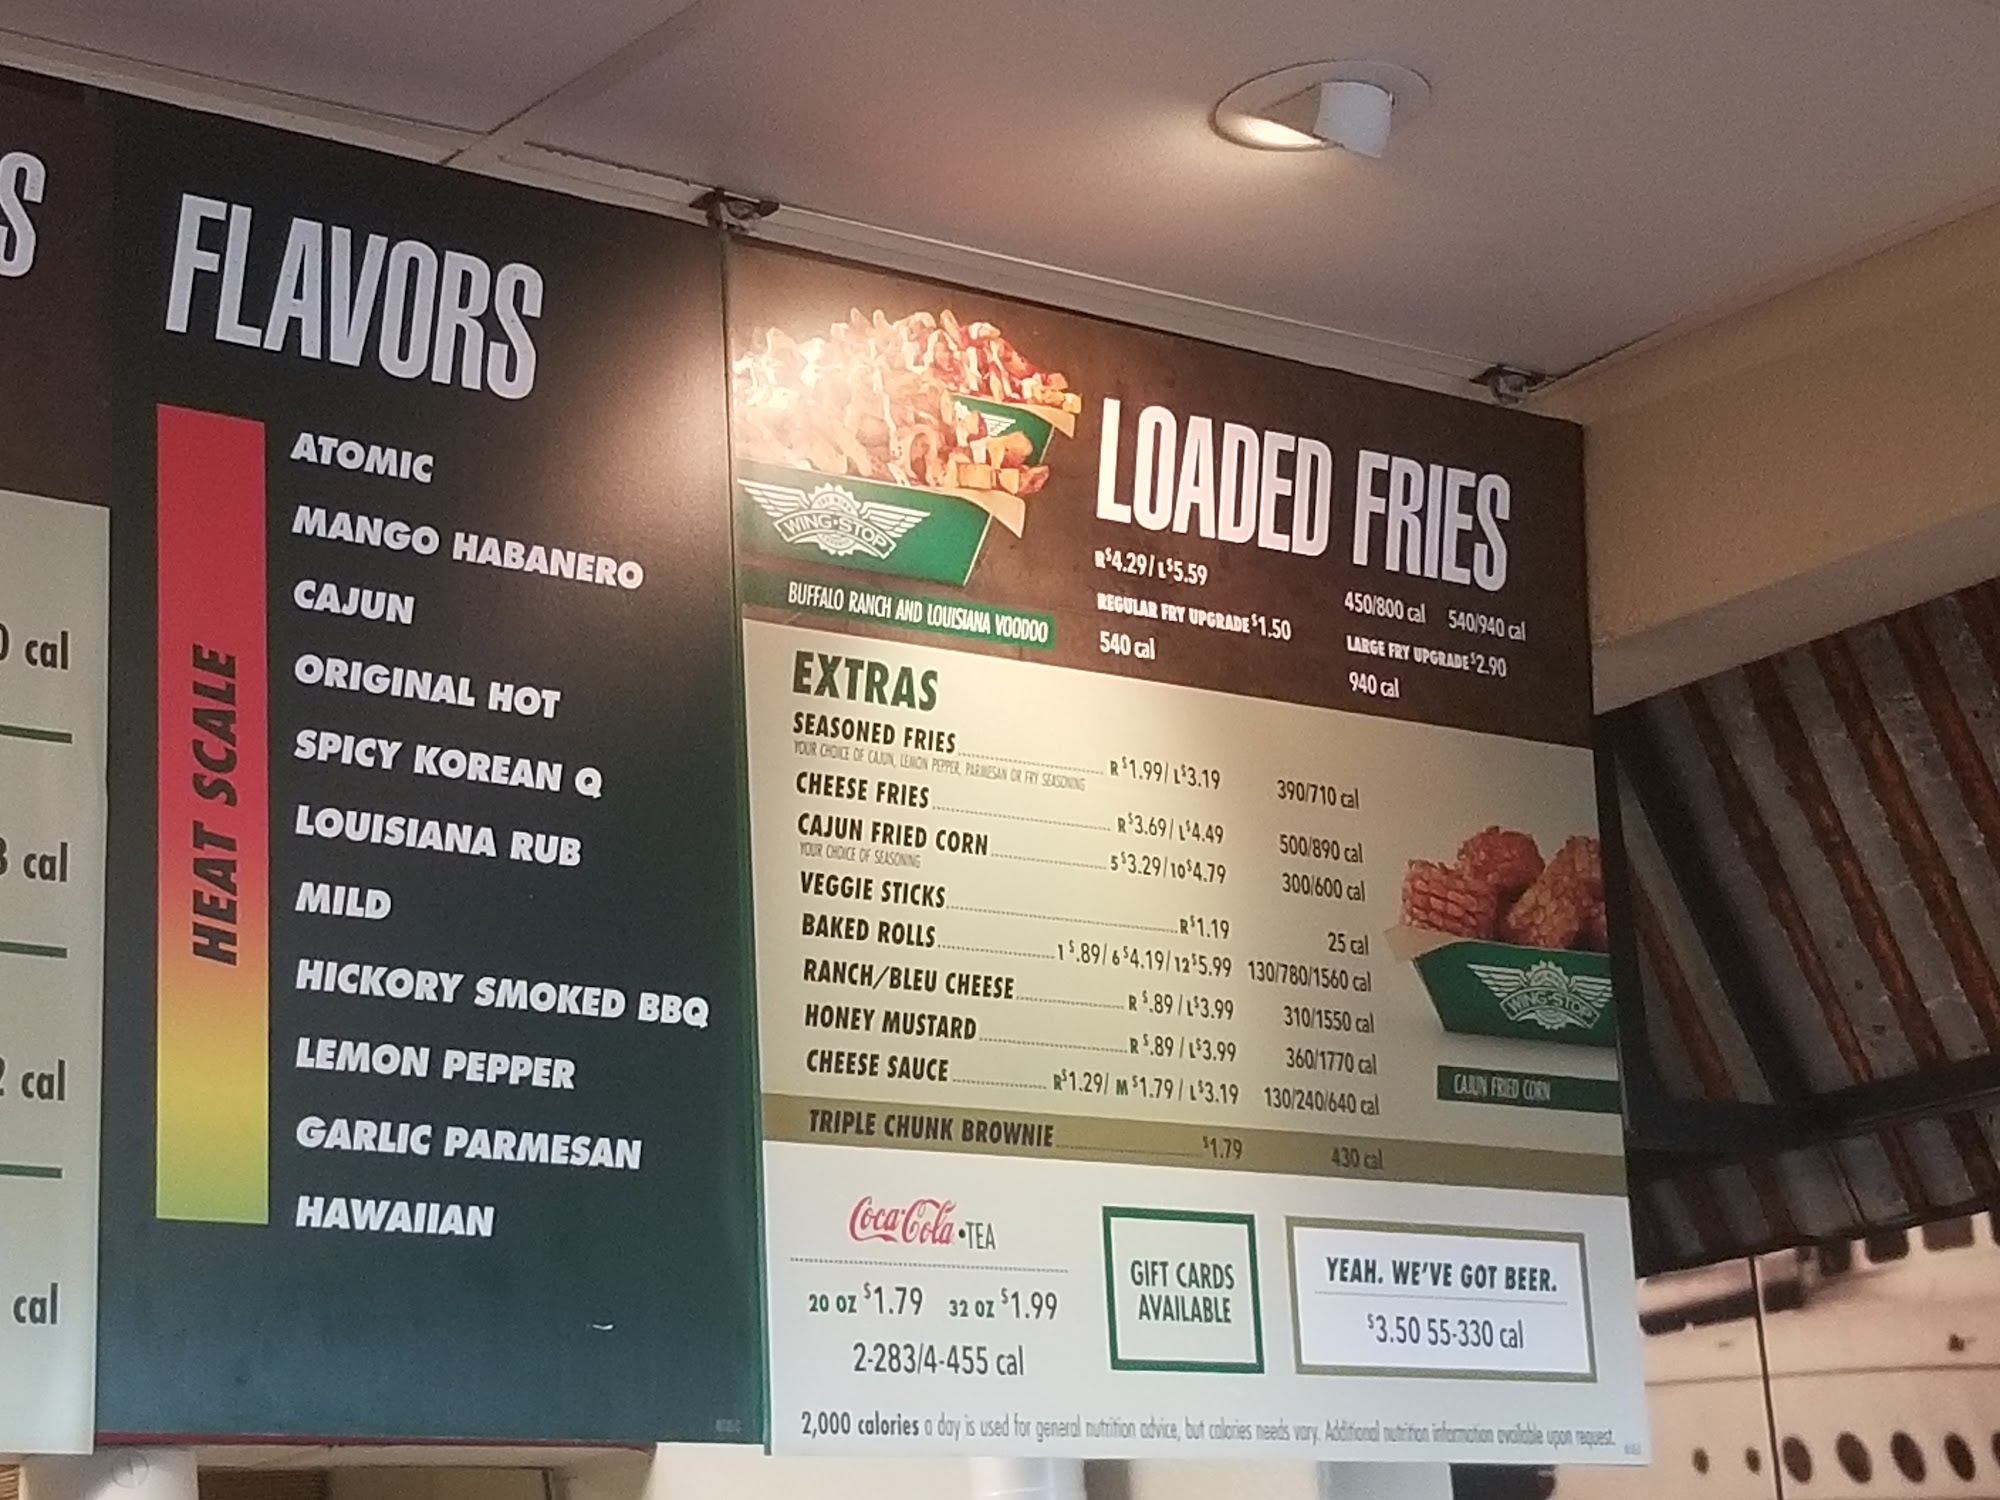 S
0 cal
3 cal
2 cal
cal
FLAVORS
HEAT SCALE
ATOMIC
MANGO HABANERO
CAJUN
ORIGINAL HOT
SPICY KOREAN Q
LOUISIANA RUB
MILD
HICKORY SMOKED BBQ
LEMON PEPPER
GARLIC PARMESAN
HAWAIIAN
WING·STOP
BUFFALO RANCH AND LOUISIANA VOODOO
LOADED FRIES
R$4.29/L$5.59 450/800 cal 540/940 cal
REGULAR FRY UPGRADE $1.50 LARGE FRY UPGRADE $2.90
540 cal 940 cal
EXTRAS
SEASONED FRIES R$1.99/L$3.19 390/710 cal
YOUR CHOICE OF CAJUN, LEMON PEPPER, PARMESAN OR FRY SEASONING
CHEESE FRIES R$3.69/L$4.49 500/890 cal
CAJUN FRIED CORN 5$3.29/10$4.79 300/600 cal
YOUR CHOICE OF SEASONING
VEGGIE STICKS R$1.19 25 cal
BAKED ROLLS 1$.89/6$4.19/12$5.99 130/780/1560 cal
RANCH/BLEU CHEESE R$.89/L$3.99 310/1550 cal
HONEY MUSTARD R$.89/L$3.99 360/1770 cal
CHEESE SAUCE R$1.29/M$1.79/L$3.19 130/240/640 cal
WING·STOP
CAJUN FRIED CORN
TRIPLE CHUNK BROWNIE $1.79 430 cal
Coca-Cola • TEA
20 OZ $1.79 32 OZ $1.99
2-283/4-455 cal
GIFT CARDS
AVAILABLE
YEAH. WE'VE GOT BEER.
$3.50 55-330 cal
2,000 calories a day is used for general nutrition advice, but calories needs vary. Additional nutrition information available upon request.